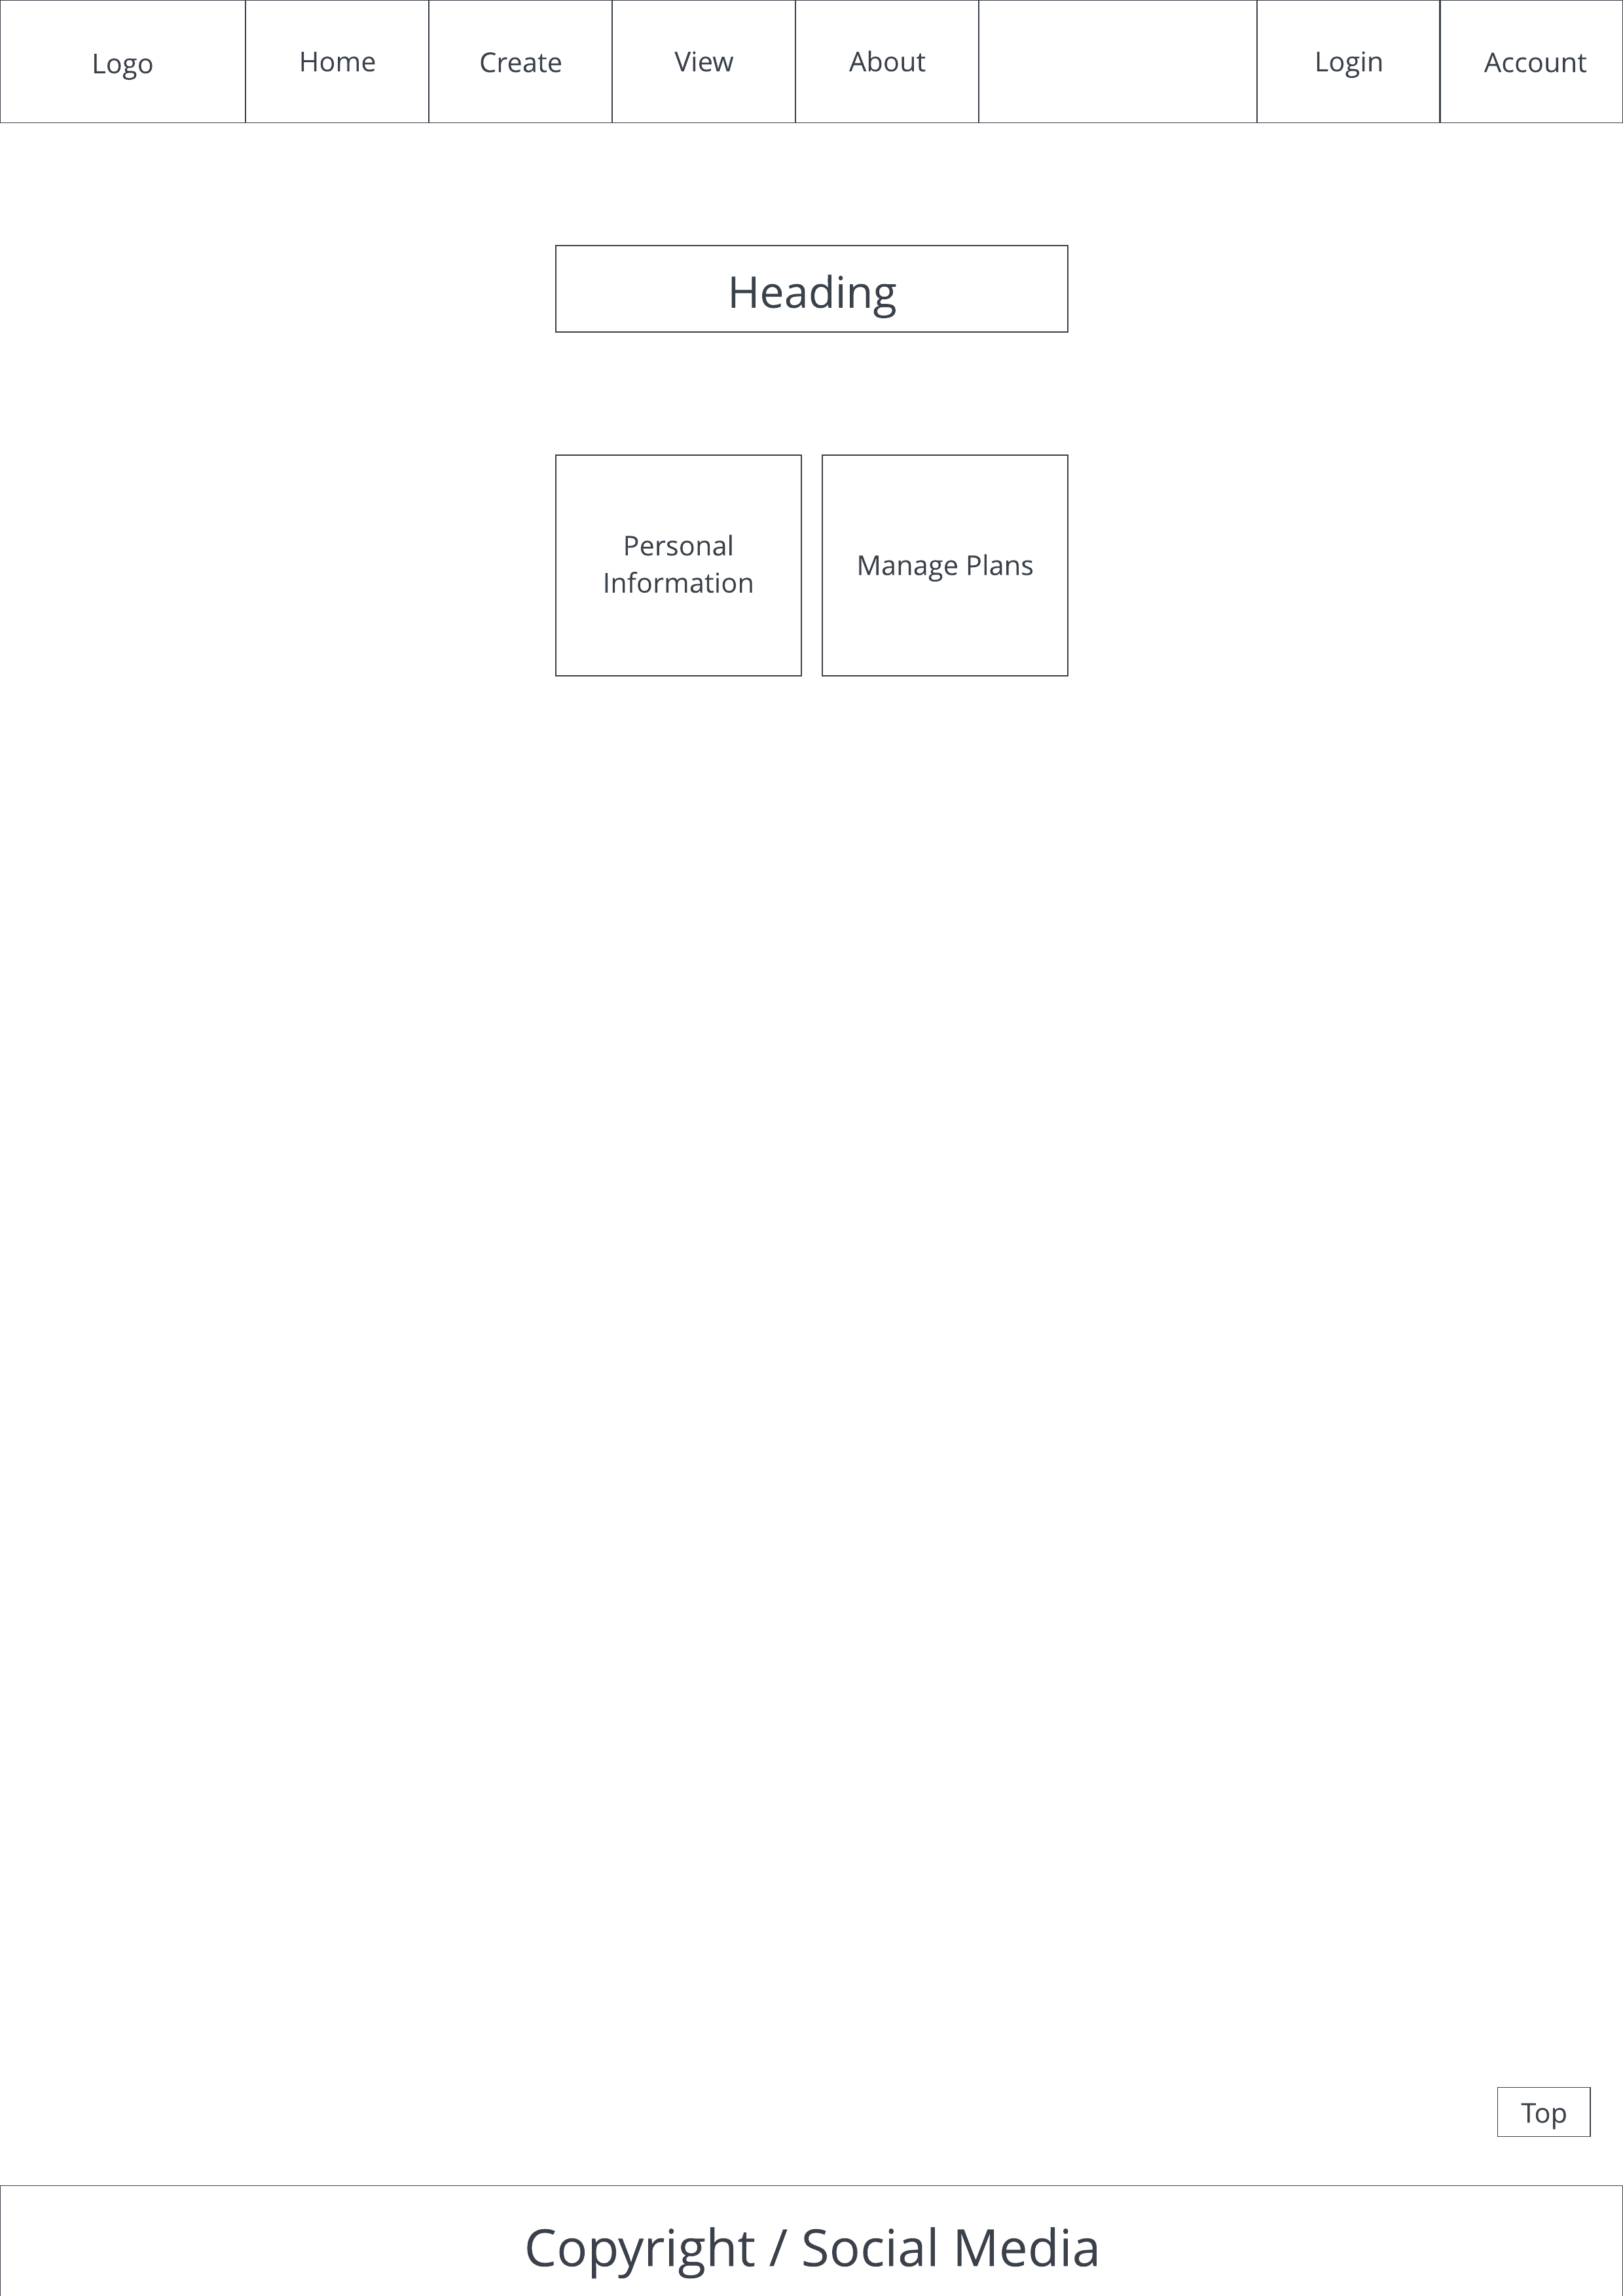 Logo
Home
Create
View
About
Login
Account
Heading
Personal
Information
Manage Plans
Top
Copyright / Social Media